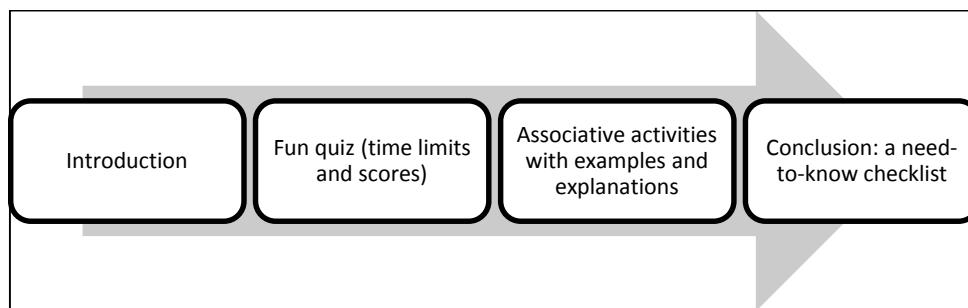 Introduction
Fun quiz (time limits
and scores)
Associative activities
with examples and
explanations
Conclusion: a need-
to-know checklist